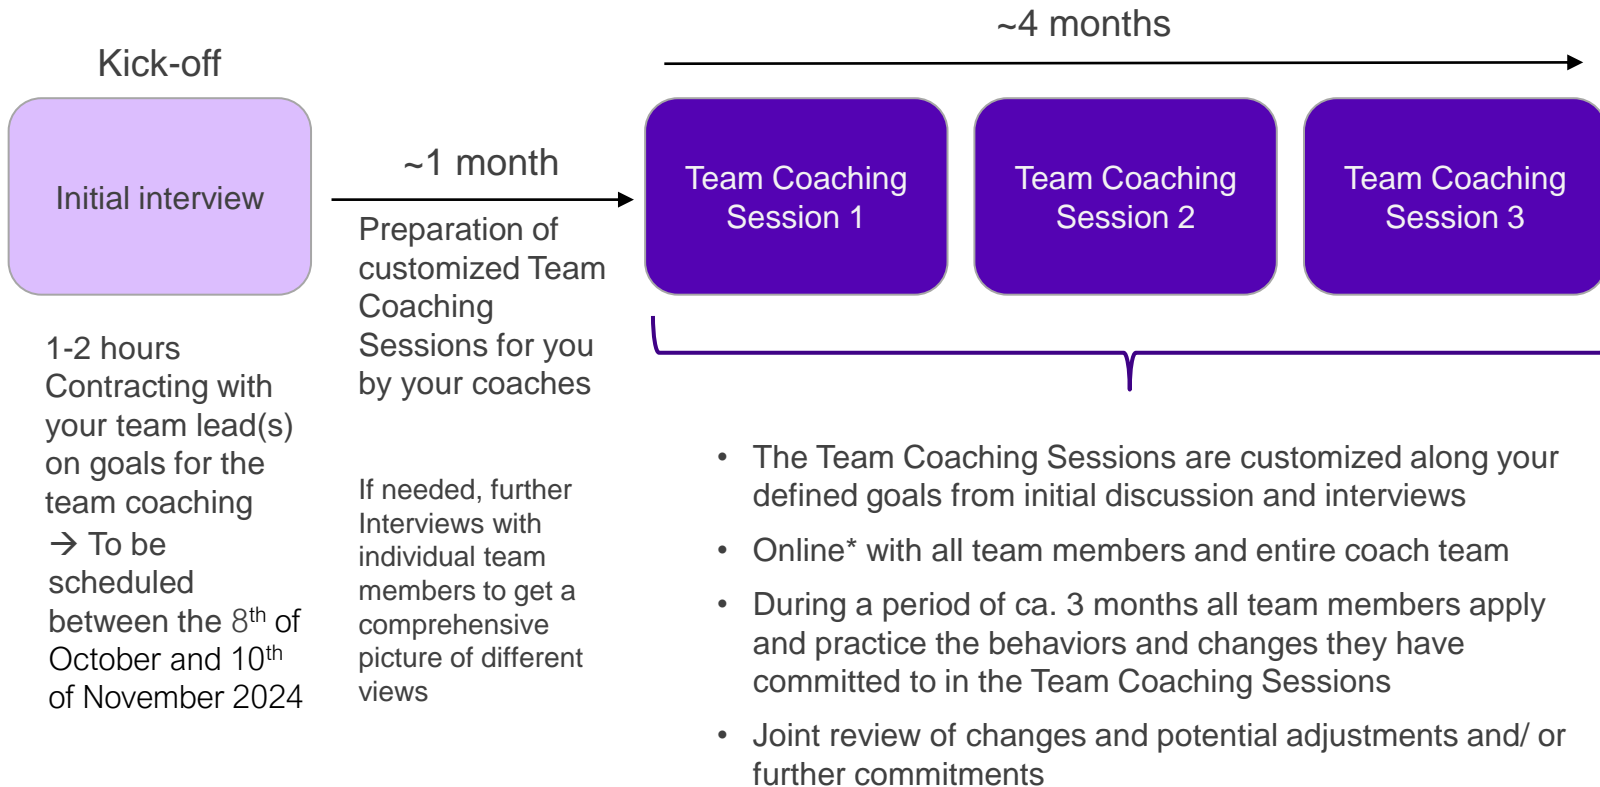 ~4 months
Kick-off
Initial interview
~1 month
Team Coaching
Session 1
Team Coaching
Session 2
Team Coaching
Session 3
1-2 hours
Contracting with
your team lead(s)
on goals for the
team coaching
→ To be
scheduled
between the 8th of
October and 10th
of November 2024
Preparation of
customized Team
Coaching
Sessions for you
by your coaches
If needed, further
Interviews with
individual team
members to get a
comprehensive
picture of different
views
• The Team Coaching Sessions are customized along your
defined goals from initial discussion and interviews
• Online* with all team members and entire coach team
• During a period of ca. 3 months all team members apply
and practice the behaviors and changes they have
committed to in the Team Coaching Sessions
• Joint review of changes and potential adjustments and/ or
further commitments